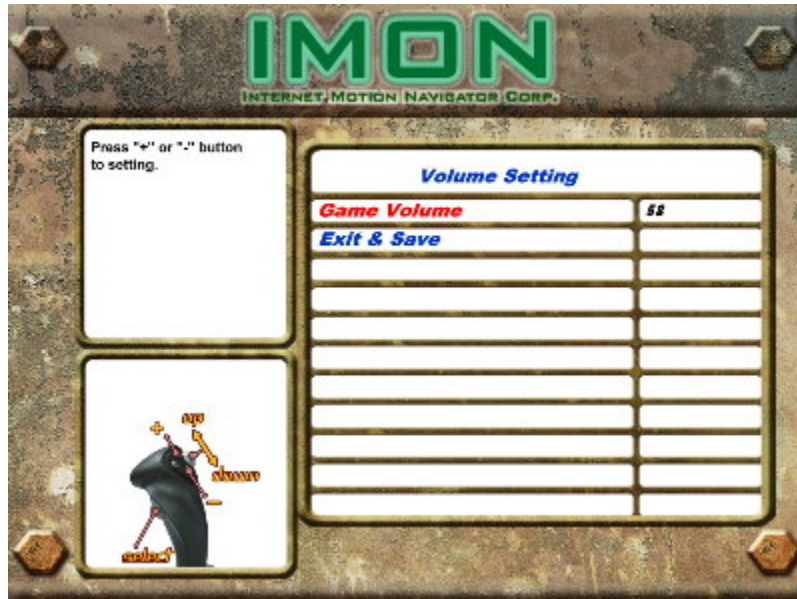 IMON
INTERNET MOTION NAVIGATOR CORP.
Press "+" or "-" button
to setting.
Volume Setting
Game Volume
Exit & Save
+
up
down
-
select